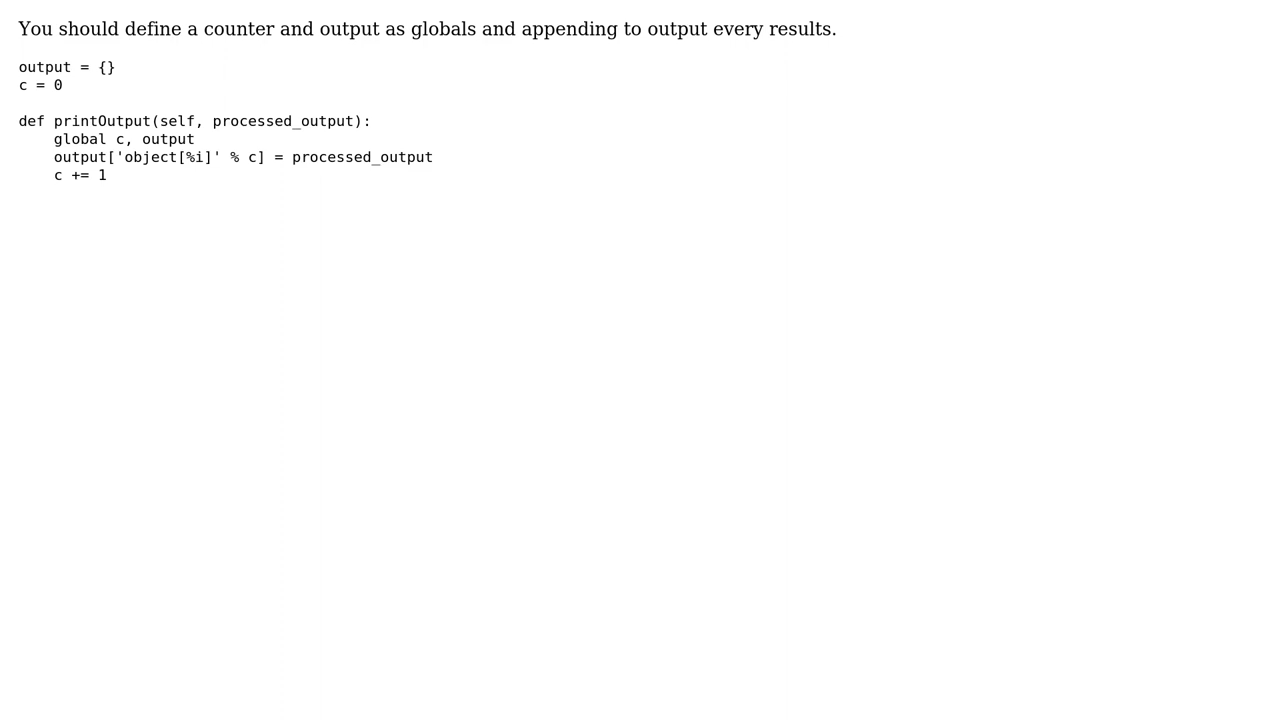 You should define a counter and output as globals and appending to output every results.
output = {}
c = 0
def printOutput(self, processed_output):
    global c, output
    output['object[%i]' % c] = processed_output
    c += 1